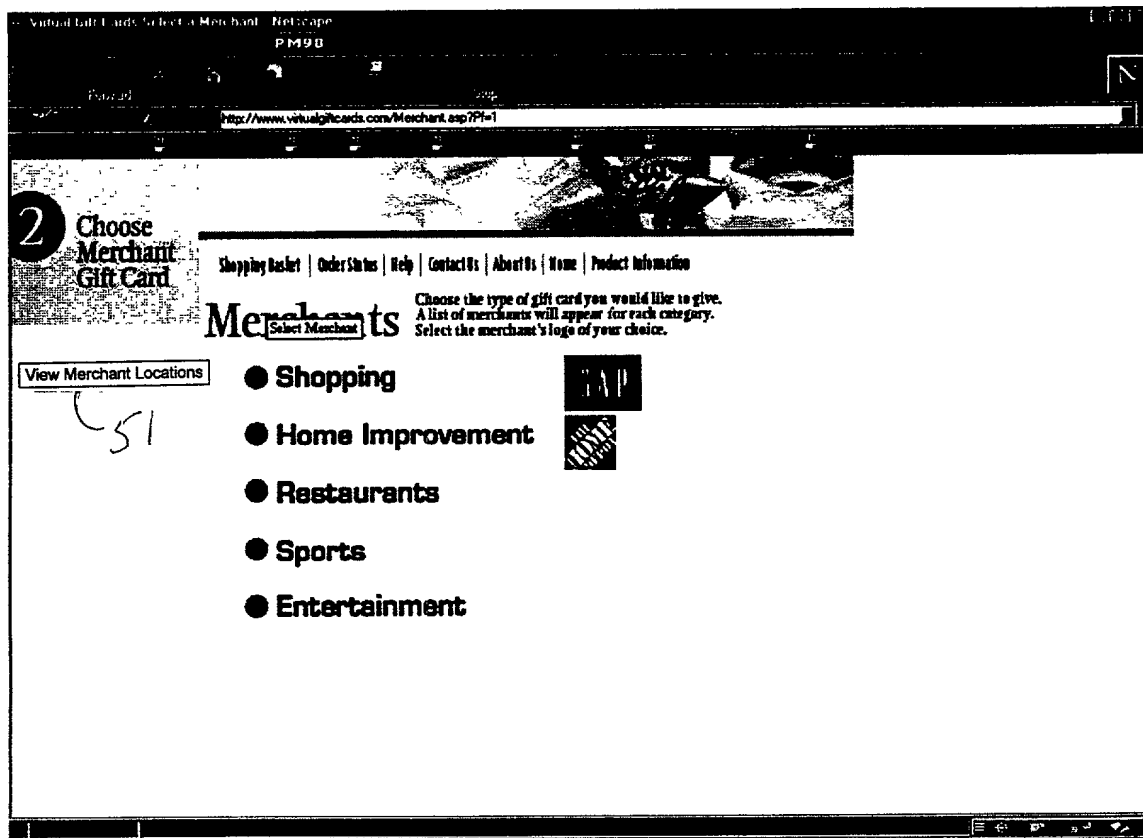 Virtual Gift Cards Select a Merchant Netscape
PM98
http://www.virtualgiftcards.com/Merchant.asp?Pf=1
2 Choose
Merchant
Gift Card
Shopping Basket | Order Status | Help | Contact Us | About Us | Home | Product Information
Merchants
Select Merchant
Choose the type of gift card you would like to give.
A list of merchants will appear for each category.
Select the merchant's logo of your choice.
View Merchant Locations
51
Shopping
GAP
Home Improvement
Restaurants
Sports
Entertainment